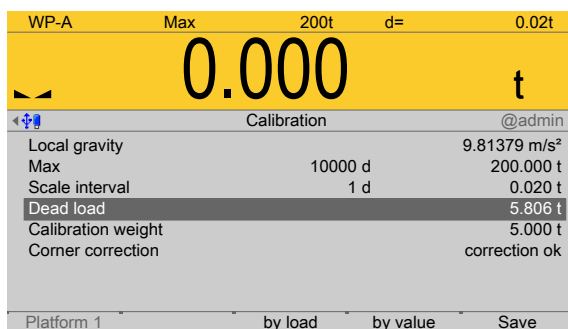 WP-A Max 200t d= 0.02t
0.000 t
Calibration @admin
Local gravity 9.81379 m/s²
Max 10000 d 200.000 t
Scale interval 1 d 0.020 t
Dead load 5.806 t
Calibration weight 5.000 t
Corner correction correction ok
Platform 1 by load by value Save